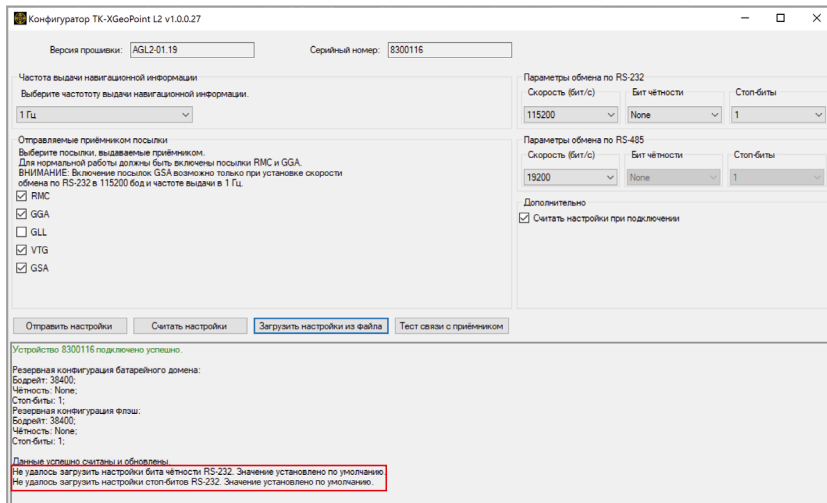 Конфигуратор TK-XGeoPoint L2 v1.0.0.27
Версия прошивки: AGL2-01.19 Серийный номер: 8300116
Частота выдачи навигационной информации
Выберите частототу выдачи навигационной информации.
1 Гц
Отправляемые приёмником посылки
Выберите посылки, выдаваемые приёмником.
Для нормальной работы должны быть включены посылки RMC и GGA.
ВНИМАНИЕ: Включение посылок GSA возможно только при установке скорости
обмена по RS-232 в 115200 бод и частоте выдачи в 1 Гц.
RMC
GGA
GLL
VTG
GSA
Параметры обмена по RS-232
Скорость (бит/с) Бит чётности Стоп-биты
115200 None 1
Параметры обмена по RS-485
Скорость (бит/с) Бит чётности Стоп-биты
19200 None 1
Дополнительно
Считать настройки при подключении
Отправить настройки Считать настройки Загрузить настройки из файла Тест связи с приёмником
Устройство 8300116 подключено успешно.
Резервная конфигурация батарейного домена:
Бодрейт: 38400;
Чётность: None;
Стоп-биты: 1;
Резервная конфигурация флэш:
Бодрейт: 38400;
Чётность: None;
Стоп-биты: 1;
Данные успешно считаны и обновлены.
Не удалось загрузить настройки бита чётности RS-232. Значение установлено по умолчанию.
Не удалось загрузить настройки стоп-битов RS-232. Значение установлено по умолчанию.